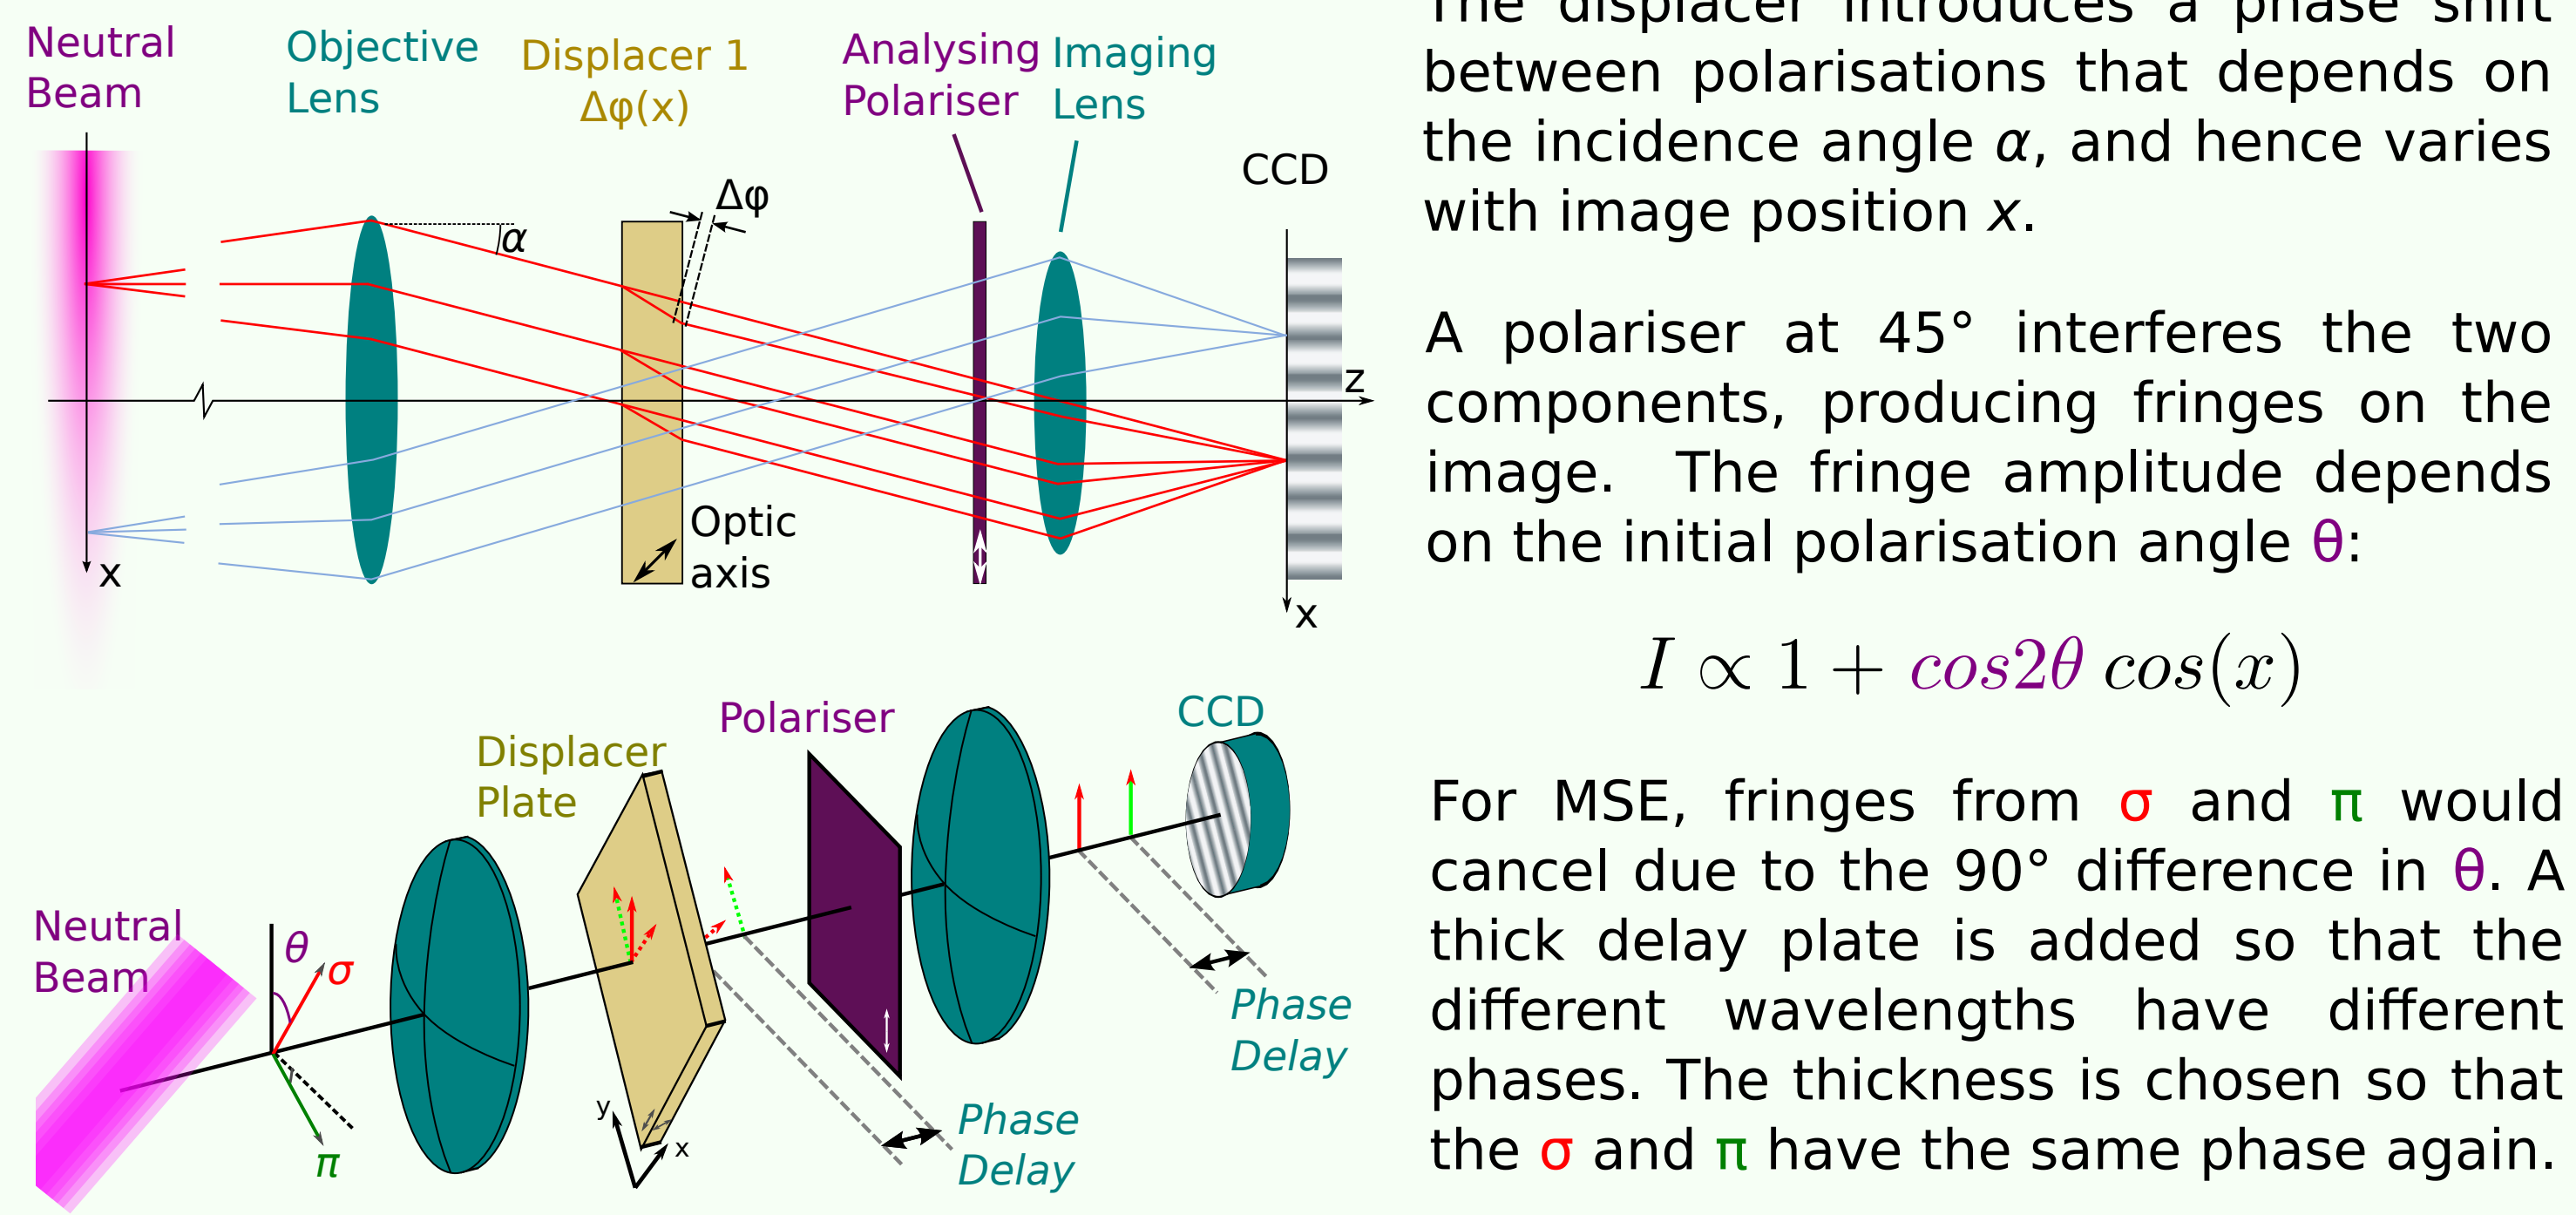 Neutral
Beam
Objective
Lens
Displacer 1
Δφ(x)
Analysing
Polariser
Imaging
Lens
CCD
Δφ
α
Optic
axis
z
x
x
Displacer
Plate
Polariser
CCD
Neutral
Beam
θ
σ
π
y
x
Phase
Delay
Phase
Delay
The displacer introduces a phase shift
between polarisations that depends on
the incidence angle α, and hence varies
with image position x.
A polariser at 45° interferes the two
components, producing fringes on the
image. The fringe amplitude depends
on the initial polarisation angle θ:
I ∝ 1 + cos2θ cos(x)
For MSE, fringes from σ and π would
cancel due to the 90° difference in θ. A
thick delay plate is added so that the
different wavelengths have different
phases. The thickness is chosen so that
the σ and π have the same phase again.